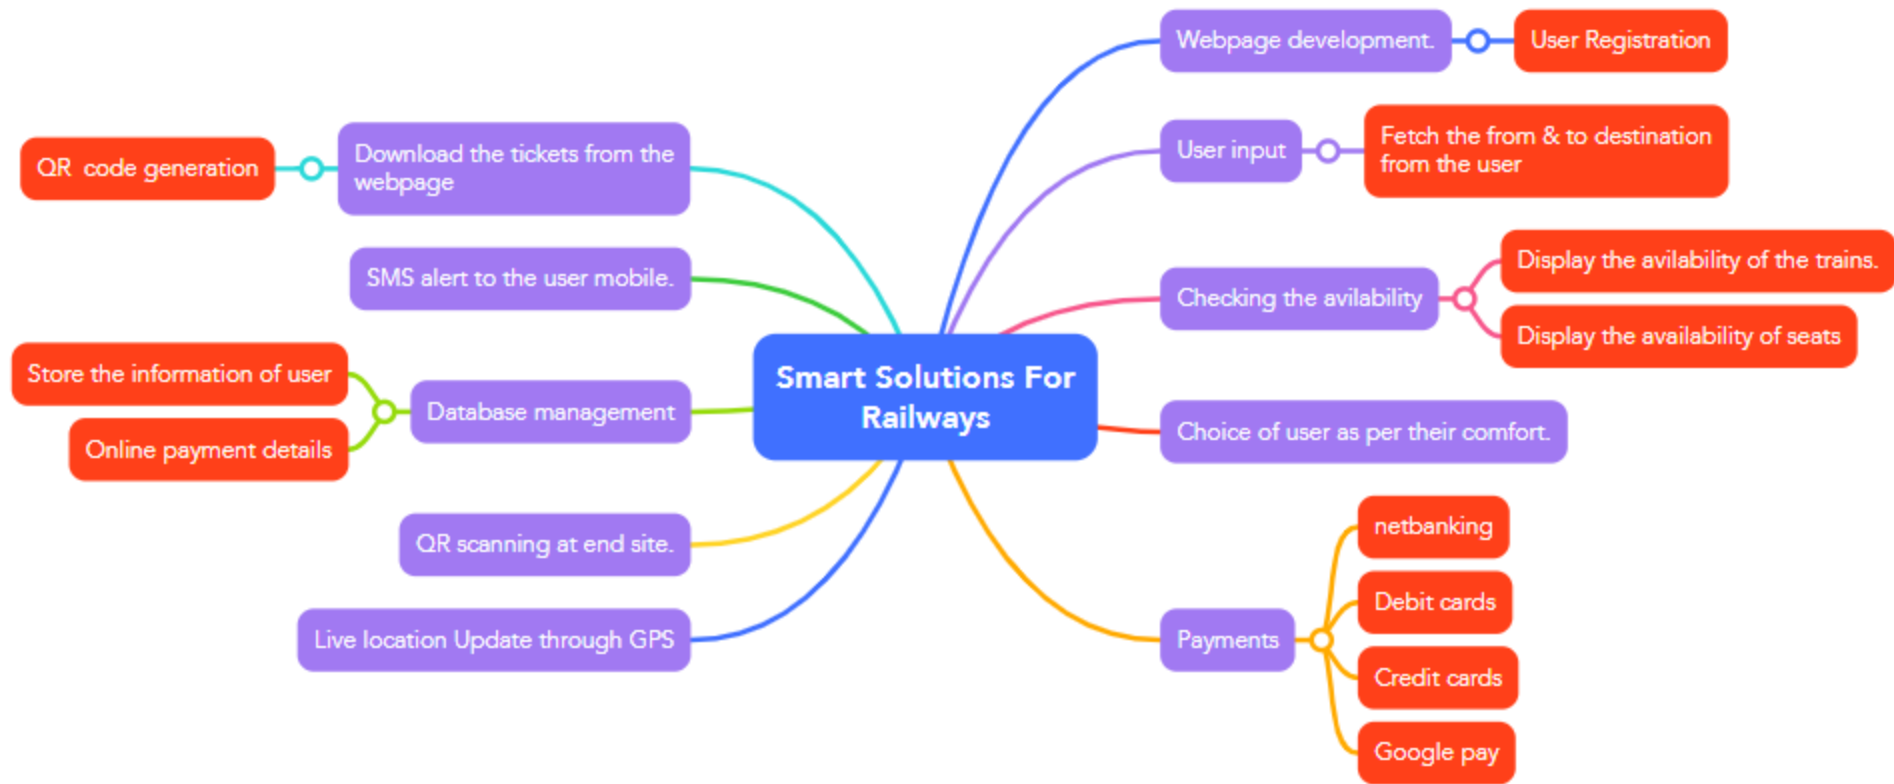 Smart Solutions For
Railways
Webpage development.
User Registration
User input
Fetch the from & to destination
from the user
Checking the avilability
Display the avilability of the trains.
Display the availability of seats
Choice of user as per their comfort.
Payments
netbanking
Debit cards
Credit cards
Google pay
Download the tickets from the
webpage
QR code generation
SMS alert to the user mobile.
Database management
Store the information of user
Online payment details
QR scanning at end site.
Live location Update through GPS